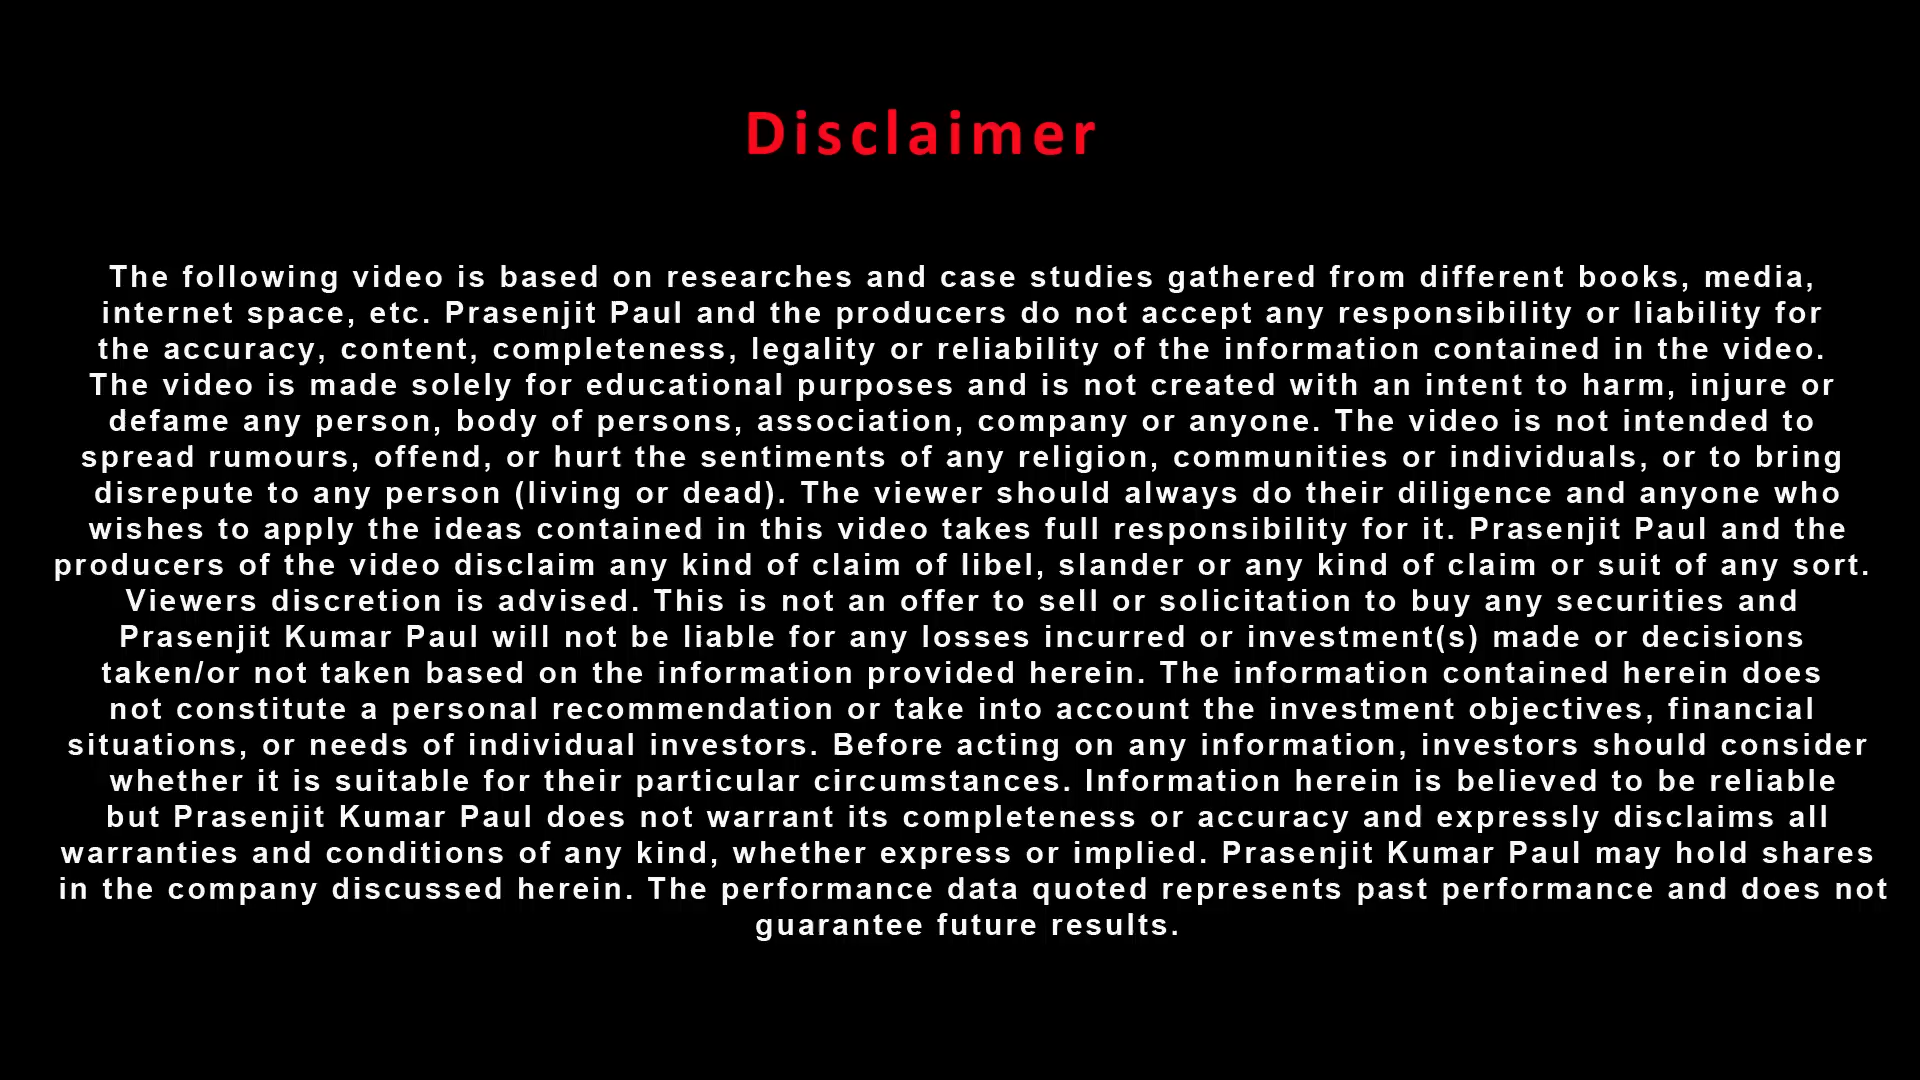 Disclaimer
The following video is based on researches and case studies gathered from different books, media,
internet space, etc. Prasenjit Paul and the producers do not accept any responsibility or liability for
the accuracy, content, completeness, legality or reliability of the information contained in the video.
The video is made solely for educational purposes and is not created with an intent to harm, injure or
defame any person, body of persons, association, company or anyone. The video is not intended to
spread rumours, offend, or hurt the sentiments of any religion, communities or individuals, or to bring
disrepute to any person (living or dead). The viewer should always do their diligence and anyone who
wishes to apply the ideas contained in this video takes full responsibility for it. Prasenjit Paul and the
producers of the video disclaim any kind of claim of libel, slander or any kind of claim or suit of any sort.
Viewers discretion is advised. This is not an offer to sell or solicitation to buy any securities and
Prasenjit Kumar Paul will not be liable for any losses incurred or investment(s) made or decisions
taken/or not taken based on the information provided herein. The information contained herein does
not constitute a personal recommendation or take into account the investment objectives, financial
situations, or needs of individual investors. Before acting on any information, investors should consider
whether it is suitable for their particular circumstances. Information herein is believed to be reliable
but Prasenjit Kumar Paul does not warrant its completeness or accuracy and expressly disclaims all
warranties and conditions of any kind, whether express or implied. Prasenjit Kumar Paul may hold shares
in the company discussed herein. The performance data quoted represents past performance and does not
guarantee future results.